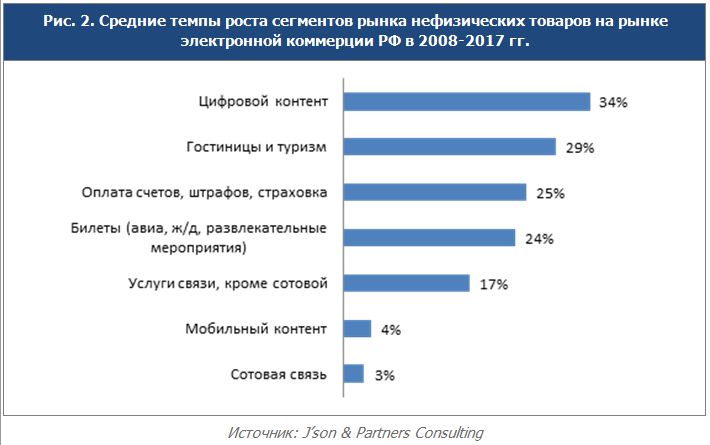 Рис. 2. Средние темпы роста сегментов рынка нефизических товаров на рынке
электронной коммерции РФ в 2008-2017 гг.
Цифровой контент 34%
Гостиницы и туризм 29%
Оплата счетов, штрафов, страховка 25%
Билеты (авиа, ж/д, развлекательные
мероприятия) 24%
Услуги связи, кроме сотовой 17%
Мобильный контент 4%
Сотовая связь 3%
Источник: J’son & Partners Consulting